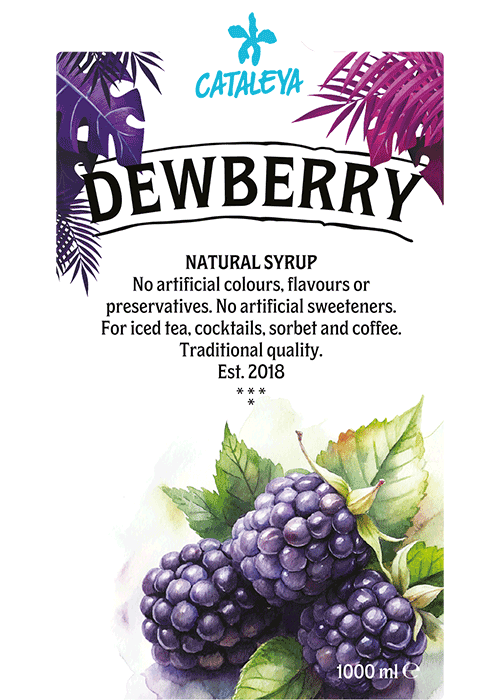 CATALEYA
DEWBERRY
NATURAL SYRUP
No artificial colours, flavours or
preservatives. No artificial sweeteners.
For iced tea, cocktails, sorbet and coffee.
Traditional quality.
Est. 2018
***
*
1000 ml ℮